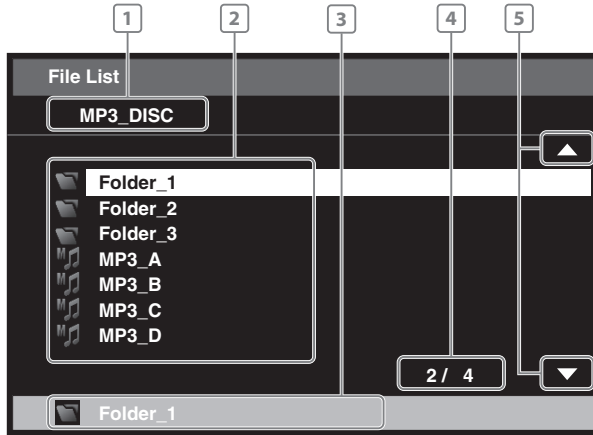 1 2 3 4 5
File List
MP3_DISC
Folder_1
Folder_2
Folder_3
M MP3_A
M MP3_B
M MP3_C
M MP3_D
2 / 4
Folder_1